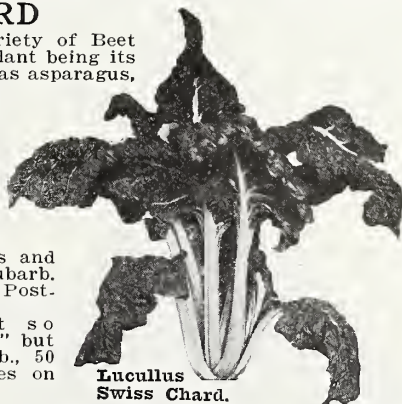 RD
riety of Beet
lant being its
as asparagus,
s and
ubarb.
Post-
t so
" but
b., 50
es on
Lucullus
Swiss Chard.